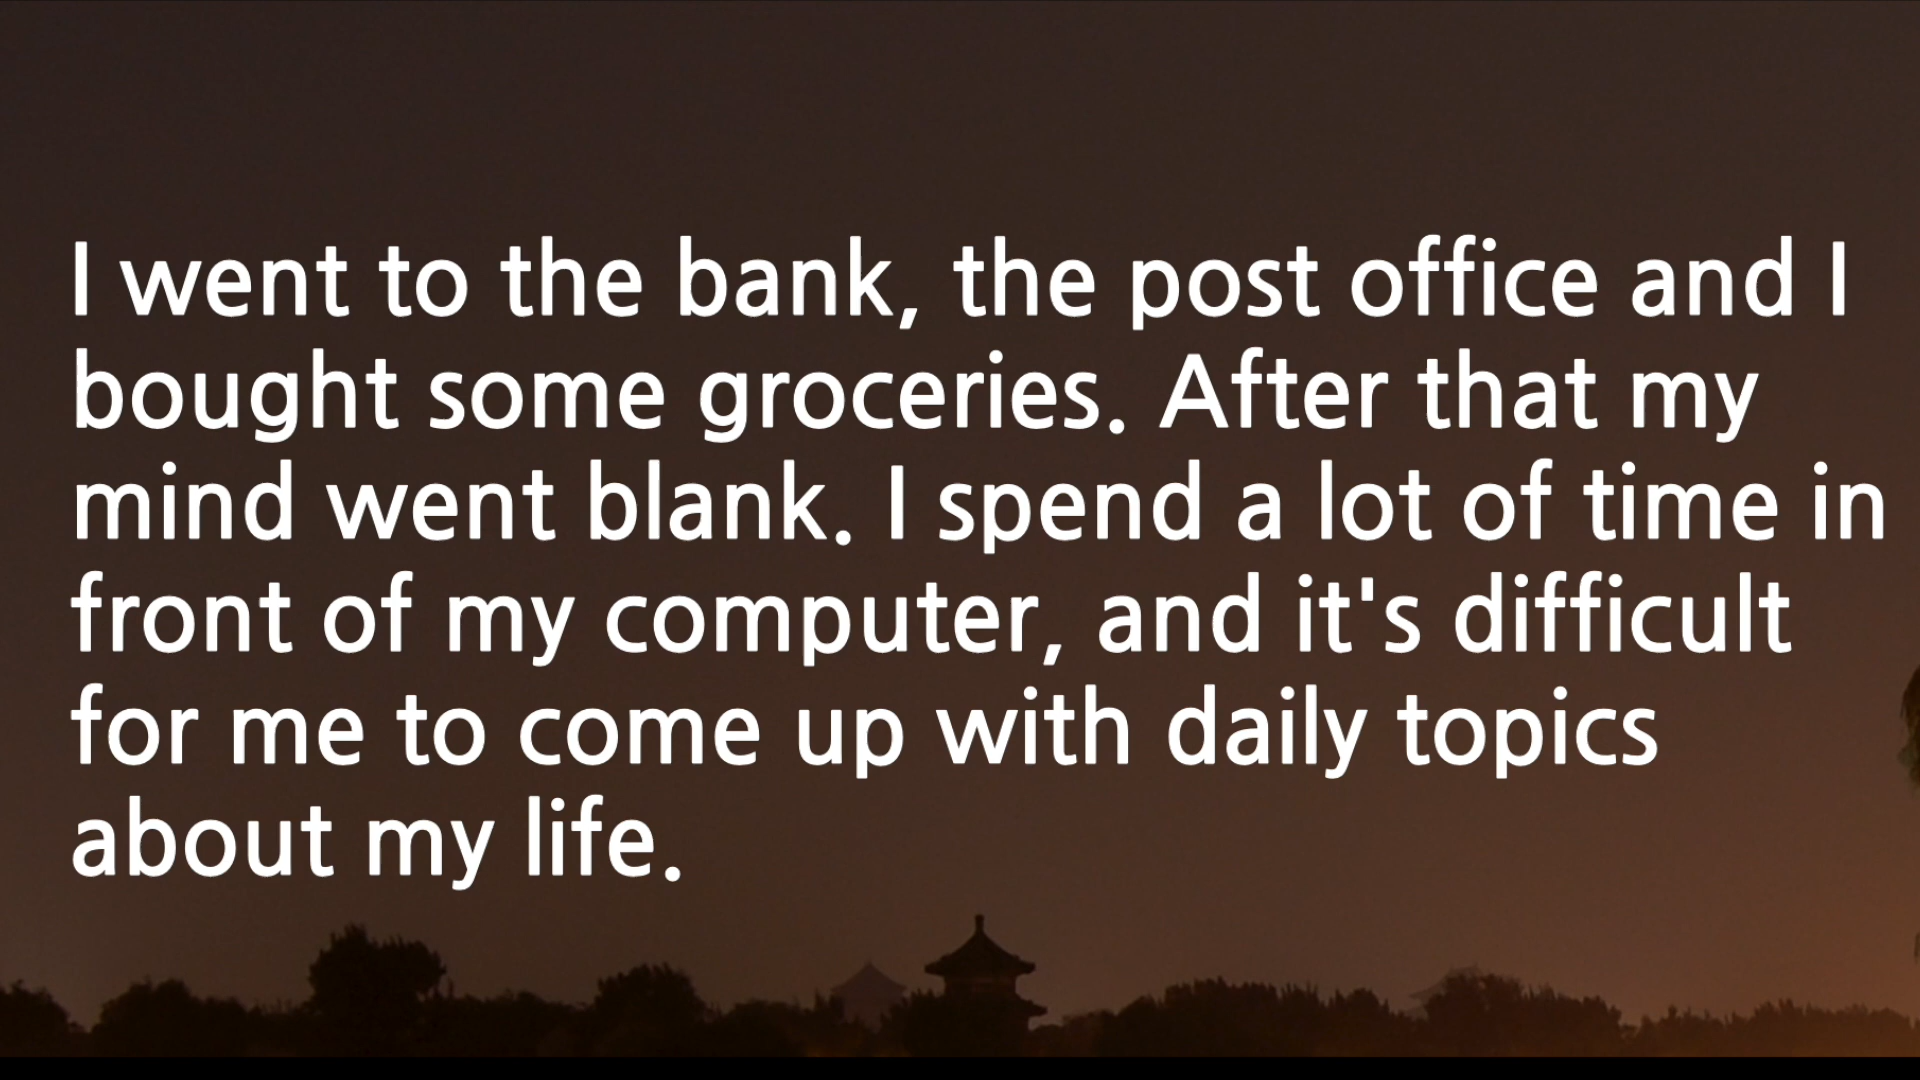 I went to the bank, the post office and I
bought some groceries. After that my
mind went blank. I spend a lot of time in
front of my computer, and it's difficult
for me to come up with daily topics
about my life.